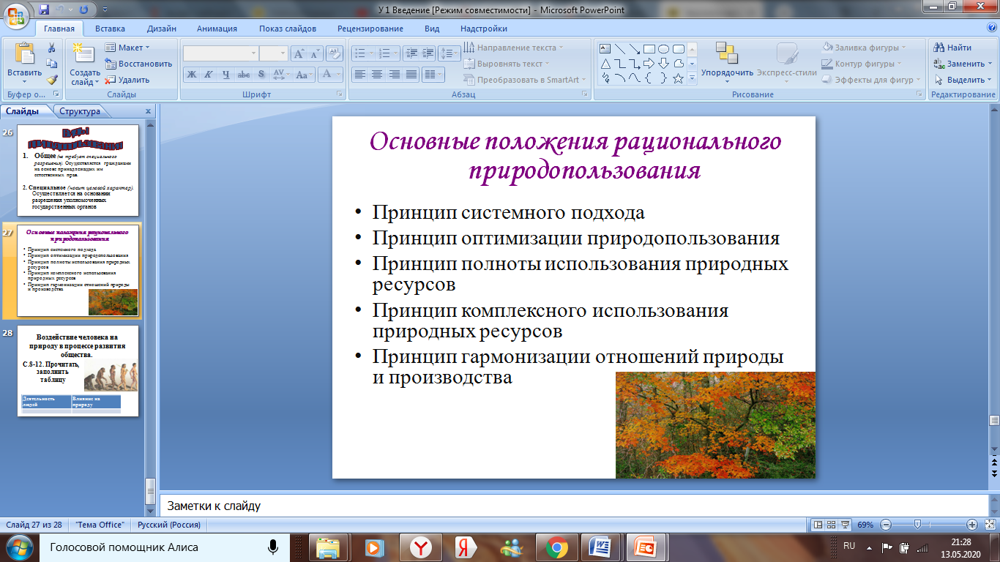 У 1 Введение [Режим совместимости] - Microsoft PowerPoint
Главная Вставка Дизайн Анимация Показ слайдов Рецензирование Вид Надстройки
Вставить
Буфер о...
Макет
Восстановить
Удалить
Создать
слайд
Слайды
Ж К Ч abc S AV Aa A
Шрифт
Направление текста
Выровнять текст
Преобразовать в SmartArt
Абзац
Упорядочить
Экспресс-стили
Заливка фигуры
Контур фигуры
Эффекты для фигур
Рисование
Найти
Заменить
Выделить
Редактирование
Слайды Структура x
26
1. Общее (не требует специального
разрешения). Осуществляется гражданами
на основе принадлежащих им
естественных прав.
2. Специальное (носит целевой характер).
Осуществляется на основании
разрешения уполномоченных
государственных органов
27
Основные положения рационального
природопользования
• Принцип системного подхода
• Принцип оптимизации природопользования
• Принцип полноты использования природных
ресурсов
• Принцип комплексного использования
природных ресурсов
• Принцип гармонизации отношений природы
и производства
28
Воздействие человека на
природу в процессе развития
общества.
С.8-12. Прочитать,
заполнить
таблицу
Деятельность
людей
Влияние на
природу
Основные положения рационального
природопользования
• Принцип системного подхода
• Принцип оптимизации природопользования
• Принцип полноты использования природных
ресурсов
• Принцип комплексного использования
природных ресурсов
• Принцип гармонизации отношений природы
и производства
Заметки к слайду
Слайд 27 из 28 "Тема Office" Русский (Россия) 69%
Голосовой помощник Алиса
RU
21:28
13.05.2020